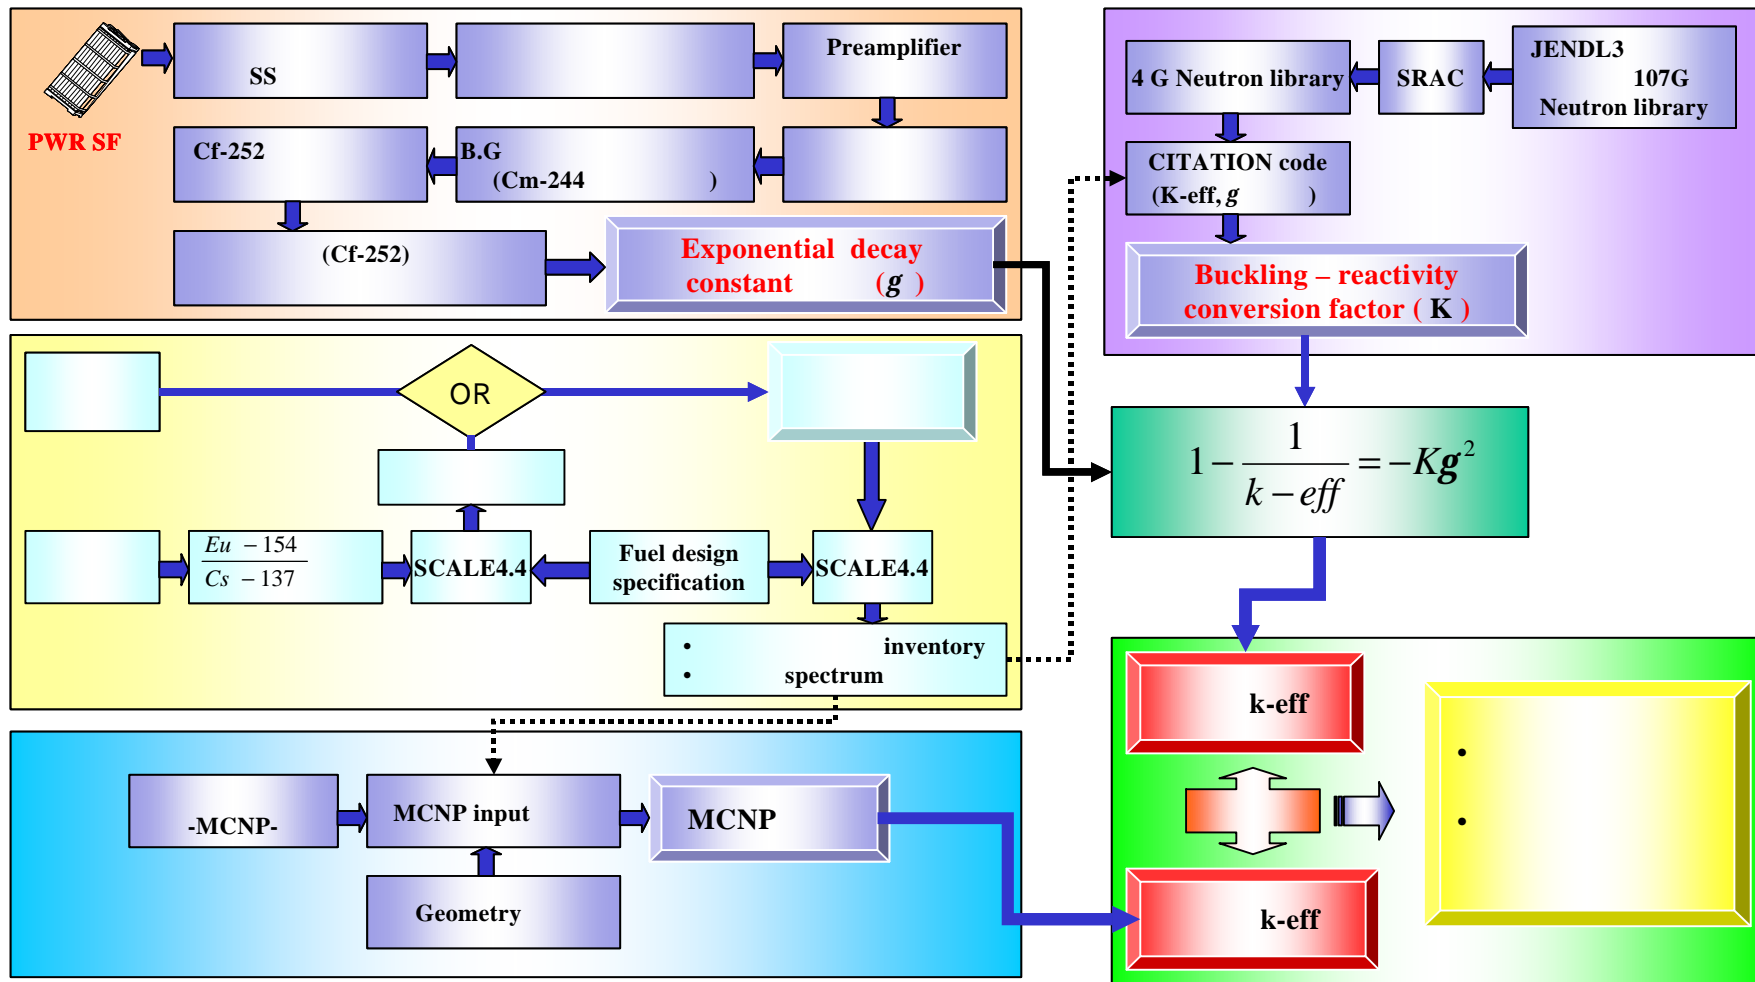 PWR SF
SS
Preamplifier
Cf-252
B.G
(Cm-244 )
(Cf-252)
Exponential decay
constant (g )
JENDL3
107G
Neutron library
SRAC
4 G Neutron library
CITATION code
(K-eff, g )
Buckling – reactivity
conversion factor ( K )
OR
Eu - 154
Cs - 137
SCALE4.4
Fuel design
specification
SCALE4.4
• inventory
• spectrum
1 - 1 / k - eff = -Kg²
-MCNP-
MCNP input
MCNP
Geometry
k-eff
k-eff
•
•